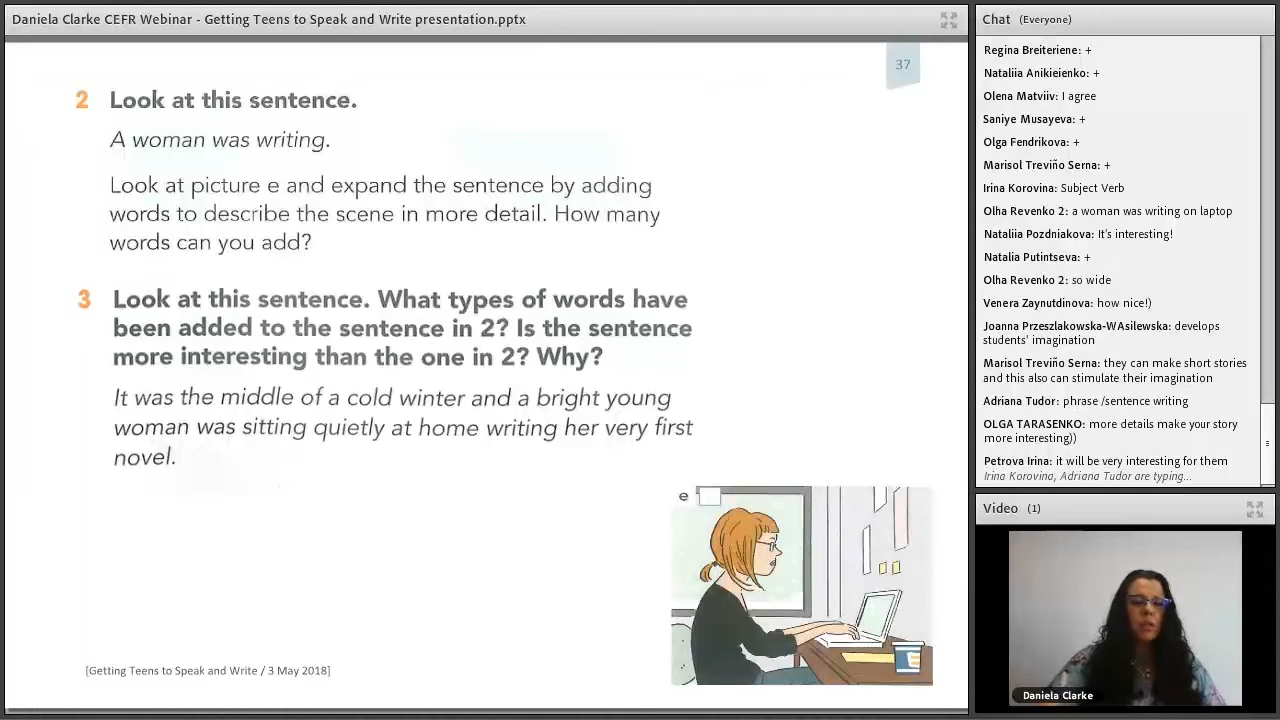 Daniela Clarke CEFR Webinar - Getting Teens to Speak and Write presentation.pptx
37
2 Look at this sentence.
A woman was writing.
Look at picture e and expand the sentence by adding
words to describe the scene in more detail. How many
words can you add?
3 Look at this sentence. What types of words have
been added to the sentence in 2? Is the sentence
more interesting than the one in 2? Why?
It was the middle of a cold winter and a bright young
woman was sitting quietly at home writing her very first
novel.
e
[Getting Teens to Speak and Write / 3 May 2018]
Chat (Everyone)
Regina Breiteriene: +
Nataliia Anikieienko: +
Olena Matviiv: I agree
Saniye Musayeva: +
Olga Fendrikova: +
Marisol Treviño Serna: +
Irina Korovina: Subject Verb
Olha Revenko 2: a woman was writing on laptop
Nataliia Pozdniakova: It's interesting!
Natalia Putintseva: +
Olha Revenko 2: so wide
Venera Zaynutdinova: how nice!)
Joanna Przeszlakowska-WAsilewska: develops
students' imagination
Marisol Treviño Serna: they can make short stories
and this also can stimulate their imagination
Adriana Tudor: phrase /sentence writing
OLGA TARASENKO: more details make your story
more interesting))
Petrova Irina: it will be very interesting for them
Irina Korovina, Adriana Tudor are typing...
Video (1)
Daniela Clarke